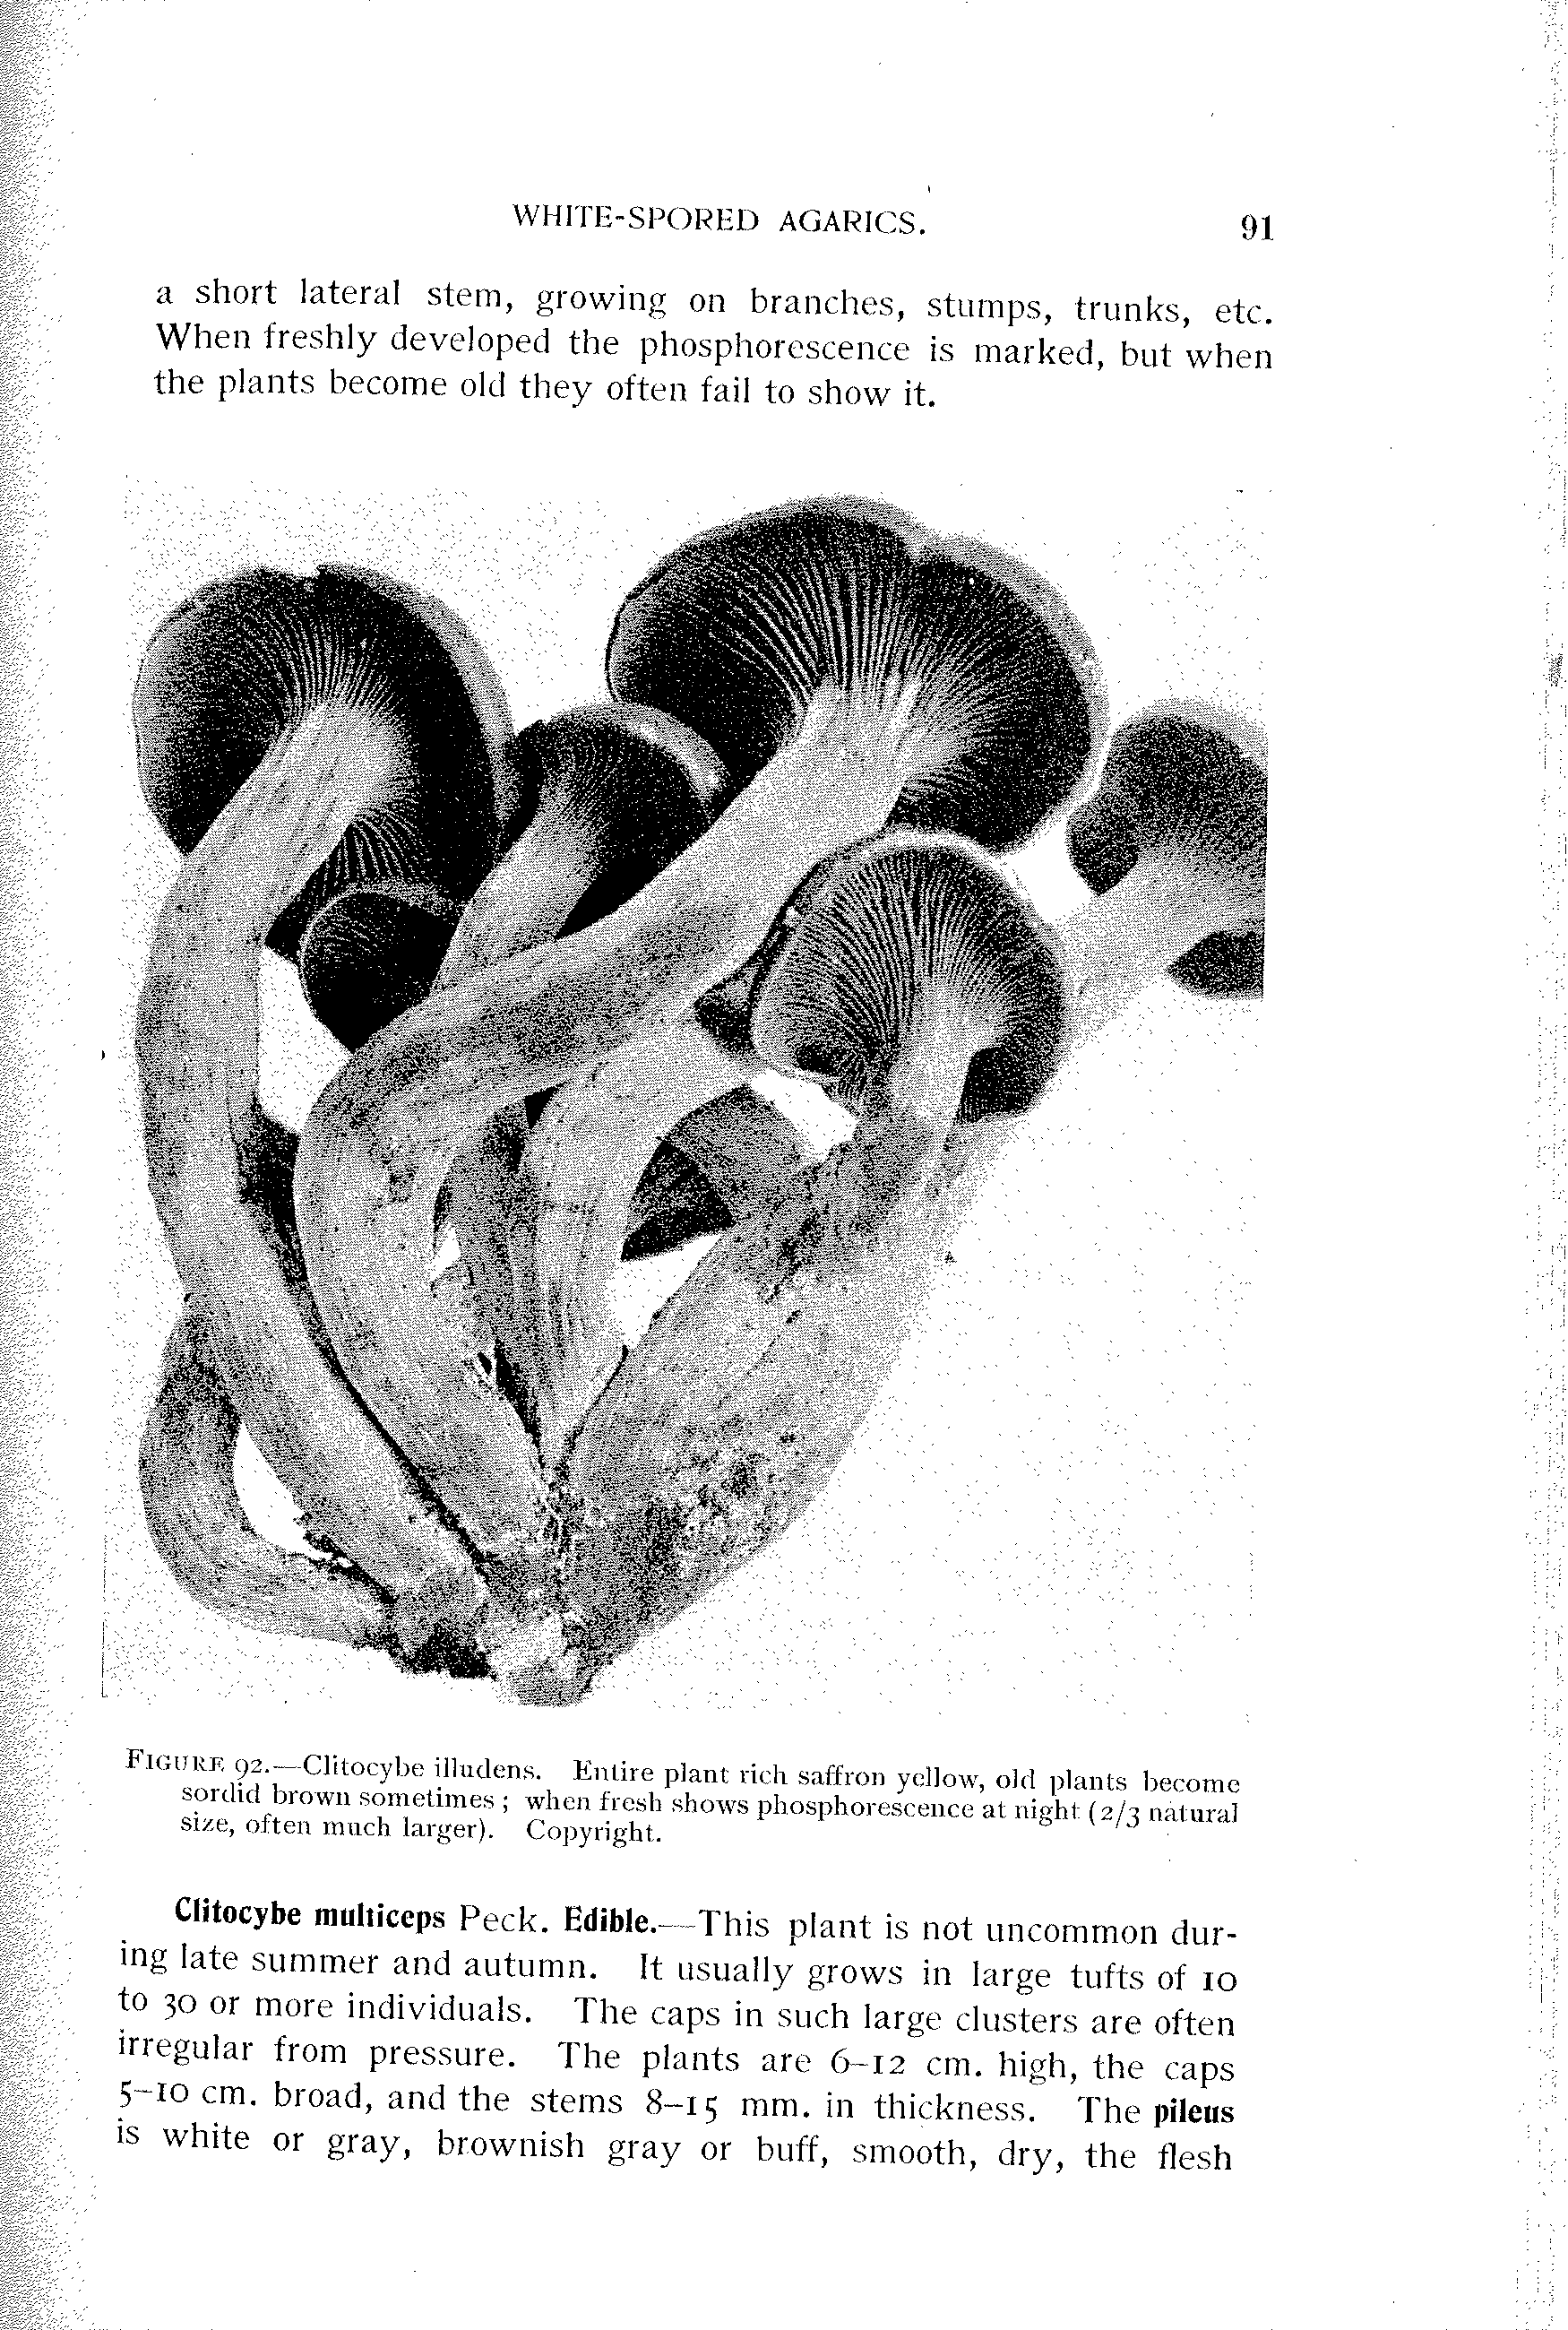 WHITE-SPORED AGARICS. 91
a short lateral stem, growing on branches, stumps, trunks, etc.
When freshly developed the phosphorescence is marked, but when
the plants become old they often fail to show it.
FIGURE 92.—Clitocybe illudens. Entire plant rich saffron yellow, old plants become
sordid brown sometimes ; when fresh shows phosphorescence at night (2/3 natural
size, often much larger). Copyright.
Clitocybe multiceps Peck. Edible.—This plant is not uncommon dur-
ing late summer and autumn. It usually grows in large tufts of 10
to 30 or more individuals. The caps in such large clusters are often
irregular from pressure. The plants are 6–12 cm. high, the caps
5–10 cm. broad, and the stems 8–15 mm. in thickness. The pileus
is white or gray, brownish gray or buff, smooth, dry, the flesh